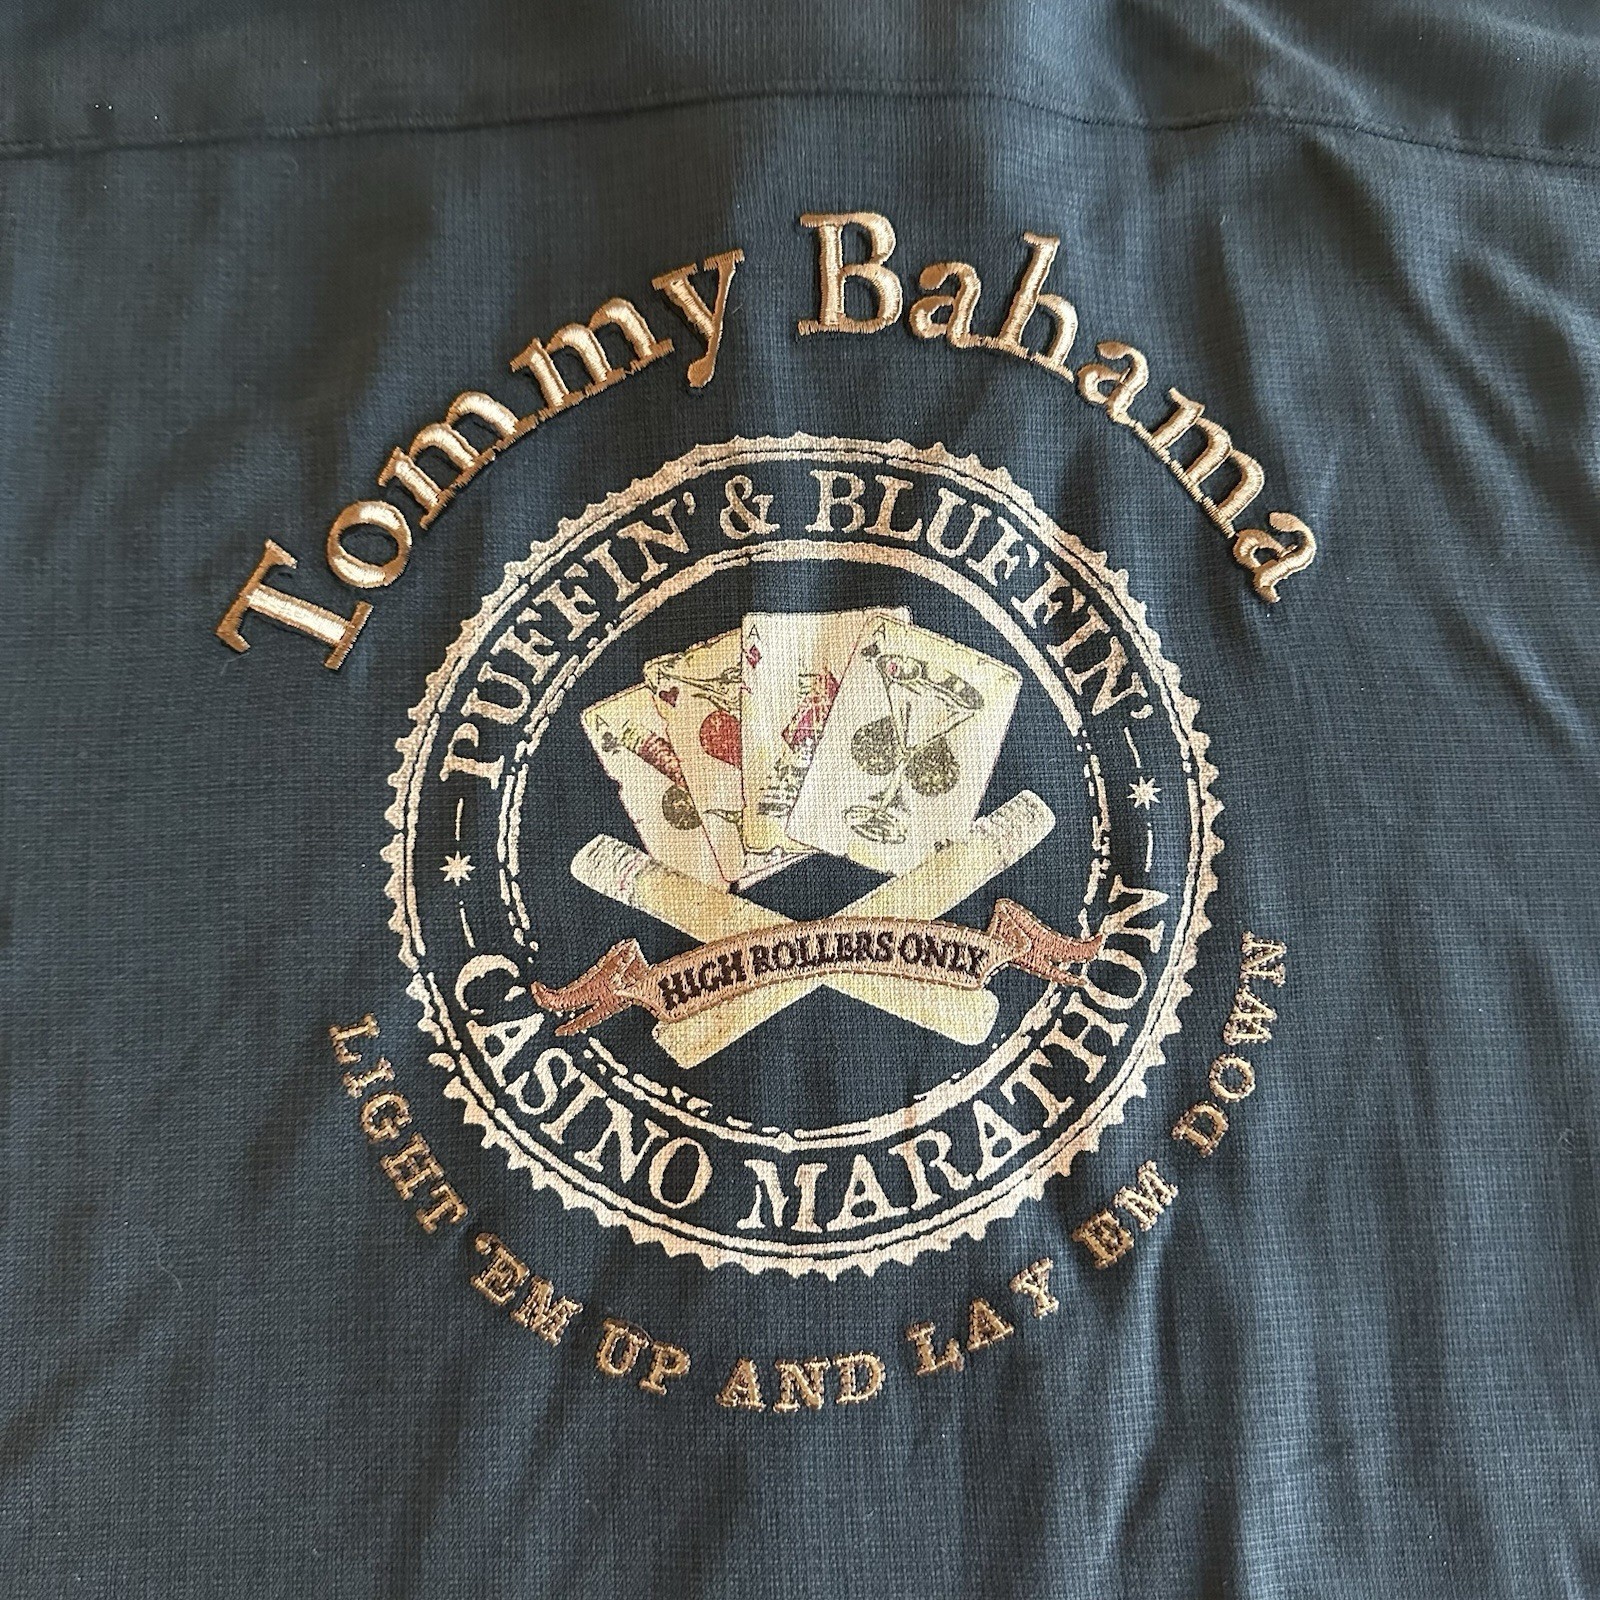 Tommy Bahama
PUFFIN' & BLUFFIN'
A
A
A
A
HIGH ROLLERS ONLY
CASINO MARATHON
LIGHT 'EM UP AND LAY EM DOWN